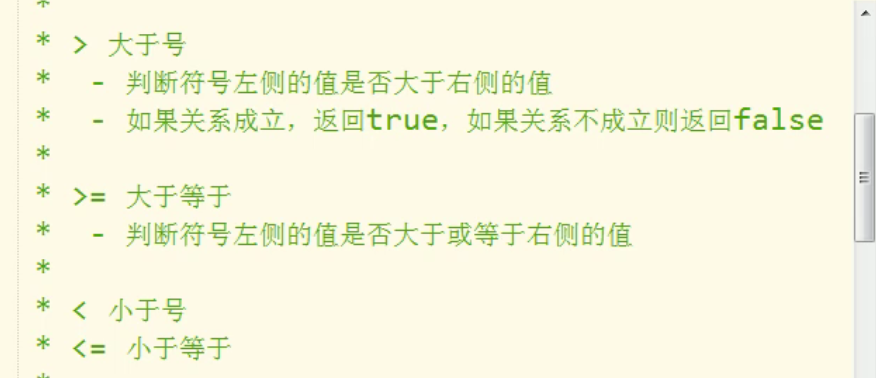 *
* > 大于号
*   - 判断符号左侧的值是否大于右侧的值
*   - 如果关系成立，返回true，如果关系不成立则返回false
*
* >= 大于等于
*   - 判断符号左侧的值是否大于或等于右侧的值
*
* < 小于号
* <= 小于等于
*